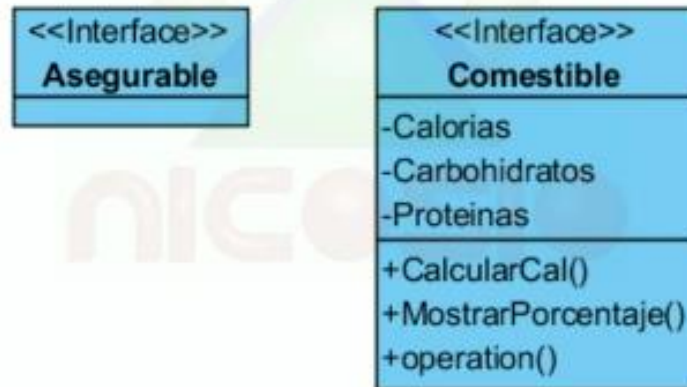 <<Interface>>
Asegurable
<<Interface>>
Comestible
-Calorias
-Carbohidratos
-Proteinas
+CalcularCal()
+MostrarPorcentaje()
+operation()